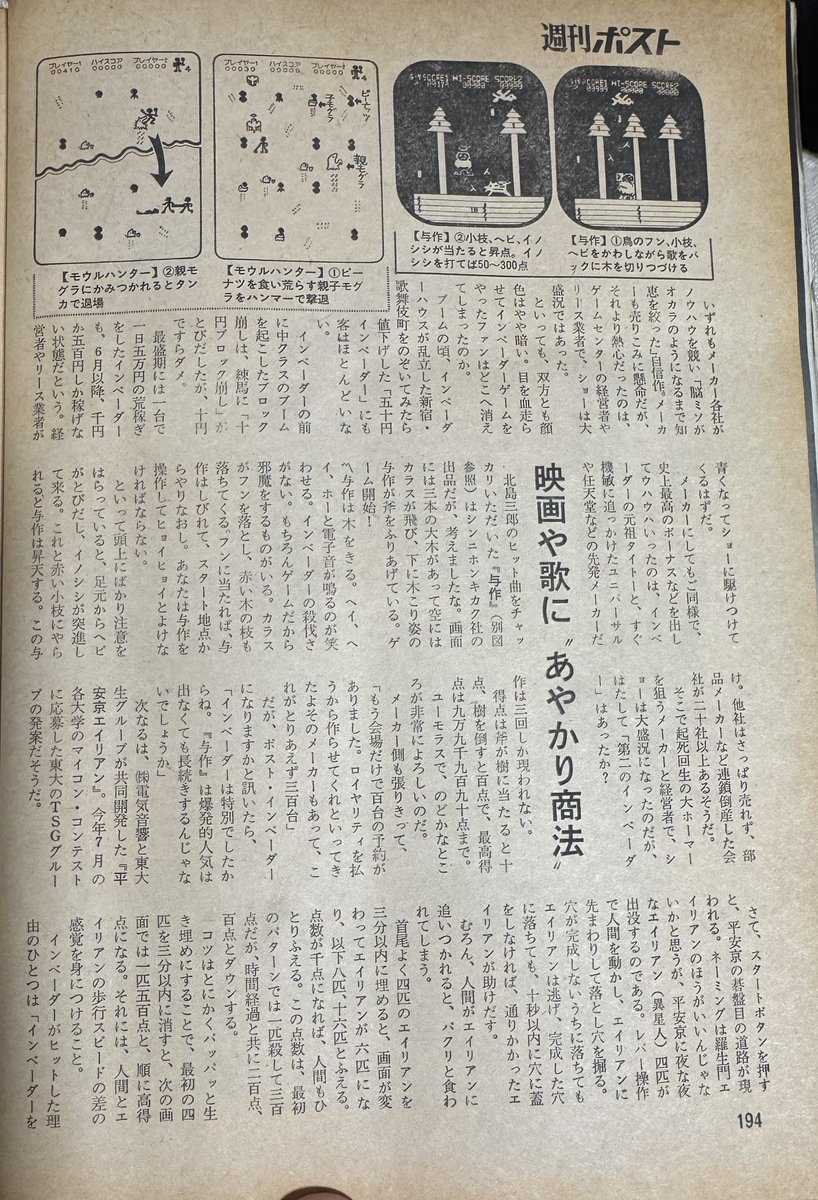 週刊ポスト
プレイヤー1 ハイスコア プレイヤー2
00410 00000 00000
プレイヤー1 ハイスコア プレイヤー2
00030 00000 00000
ピーナッツ
子モグラ
親モグラ
HI-SCORE SCORE2
HI-SCORE SCORE2
【モウルハンター】②親モ
グラにかみつかれるとタン
カで退場
【モウルハンター】①ピー
ナツを食い荒らす親子モグ
ラをハンマーで撃退
【与作】②小枝、ヘビ、イノ
シシが当たると昇点。イノ
シシを打てば50〜300点
【与作】①鳥のフン、小枝、
ヘビをかわしながら歌をバ
ックに木を切りつづける
いずれもメーカー各社が
ノウハウを競い「脳ミソが
オカラのようになるまで知
恵を絞った」自信作。メーカ
ーも売りこみに懸命だが、
それより熱心だったのは、
ゲームセンターの経営者や
リース業者で、ショーは大
盛況ではあった。
といっても、双方とも顔
色はやや暗い。目を血走ら
せてインベーダーゲームを
やったファンはどこへ消え
てしまったのか。
ブームの頃、インベーダ
ーハウスが乱立した新宿・
歌舞伎町をのぞいてみたら
値下げした「五十円
インベーダー」にも
客はほとんどいな
い。
インベーダーの前
に中クラスのブーム
を起こしたブロック
崩しは、練馬に「十
円ブロック崩し」が
とびだしたが、十円
ですらダメ。
最盛期には一台で
一日五万円の荒稼ぎ
をしたインベーダー
も、6月以降、千円
か五百円しか稼げな
い状態だという。経
営者やリース業者が
青くなってショーに駆けつけて
くるはずだ。
メーカーにしてもご同様で、
史上最高のボーナスなどを出し
てウハウハいったのは、インベ
ーダーの元祖タイトーと、すぐ
機敏に追っかけたユニバーサル
や任天堂などの先発メーカーだ
映画や歌に〝あやかり商法〟
北島三郎のヒット曲をチャッ
カリいただいた『与作』(別図
参照)はシンニホンキカク社の
出品だが、考えましたな。画面
には三本の大木があって空には
カラスが飛び、下に木こり姿の
与作が斧をふりあげている。ゲ
ーム開始!
〽与作は木をきる。ヘイ、ヘ
イ、ホーと電子音が鳴るのが笑
わせる。インベーダーの殺伐さ
がない。もちろんゲームだから
邪魔をするものがいる。カラス
がフンを落とし、赤い木の枝も
落ちてくる。フンに当たれば、与
作はしびれて、スタート地点か
らやりなおし。あなたは与作を
操作してヒョイヒョイとよけな
ければならない。
といって頭上にばかり注意を
はらっていると、足元からヘビ
がとびだし、イノシシが突進し
て来る。これと赤い小枝にやら
れると与作は昇天する。この与
け。他社はさっぱり売れず、部
品メーカーなど連鎖倒産した会
社が二十社以上あるそうだ。
そこで起死回生の大ホーマー
を狙うメーカーと経営者で、シ
ョーは大盛況になったのだが、
はたして「第二のインベーダ
ー」はあったか?
作は三回しか現われない。
得点は斧が樹に当たると十
点、樹を倒すと百点で、最高得
点は九万九千九百九十点まで。
ユーモラスで、のどかなとこ
ろが非常によろしいのだ。
メーカー側も張りきって、
「もう会場だけで百台の予約が
ありました。ロイヤリティを払
うから作らせてくれといってき
たよそのメーカーもあって、こ
れがとりあえず三百台」
だが、ポスト・インベーダー
になりますかと訊いたら、
「インベーダーは特別でしたか
らね。『与作』は爆発的人気は
出なくても長続きするんじゃな
いでしょうか」
次なるは、㈱電気音響と東大
生グループが共同開発した『平
安京エイリアン』。今年7月の
各大学のマイコン・コンテスト
に応募した東大のTSGグルー
プの発案だそうだ。
さて、スタートボタンを押す
と、平安京の碁盤目の道路が現
われる。ネーミングは羅生門エ
イリアンのほうがいいんじゃな
いかと思うが、平安京に夜な夜
なエイリアン(異星人)四匹が
出没するのである。レバー操作
で人間を動かし、エイリアンに
先まわりして落とし穴を掘る。
穴が完成しないうちに落ちても
エイリアンは逃げ、完成した穴
に落ちても、十秒以内に穴に蓋
をしなければ、通りかかったエ
イリアンが助けだす。
むろん、人間がエイリアンに
追いつかれると、パクリと食わ
れてしまう。
首尾よく四匹のエイリアンを
三分以内に埋めると、画面が変
わってエイリアンが六匹にな
り、以下八匹、十六匹とふえる。
点数が千点になれば、人間もひ
とりふえる。この点数は、最初
のパターンでは一匹殺して三百
点だが、時間経過と共に二百点、
百点とダウンする。
コツはとにかくパッパッと生
き埋めにすることで、最初の四
匹を三分以内に消すと、次の画
面では一匹五百点と、順に高得
点になる。それには、人間とエ
イリアンの歩行スピードの差の
感覚を身につけること。
インベーダーがヒットした理
由のひとつは「インベーダーを
194